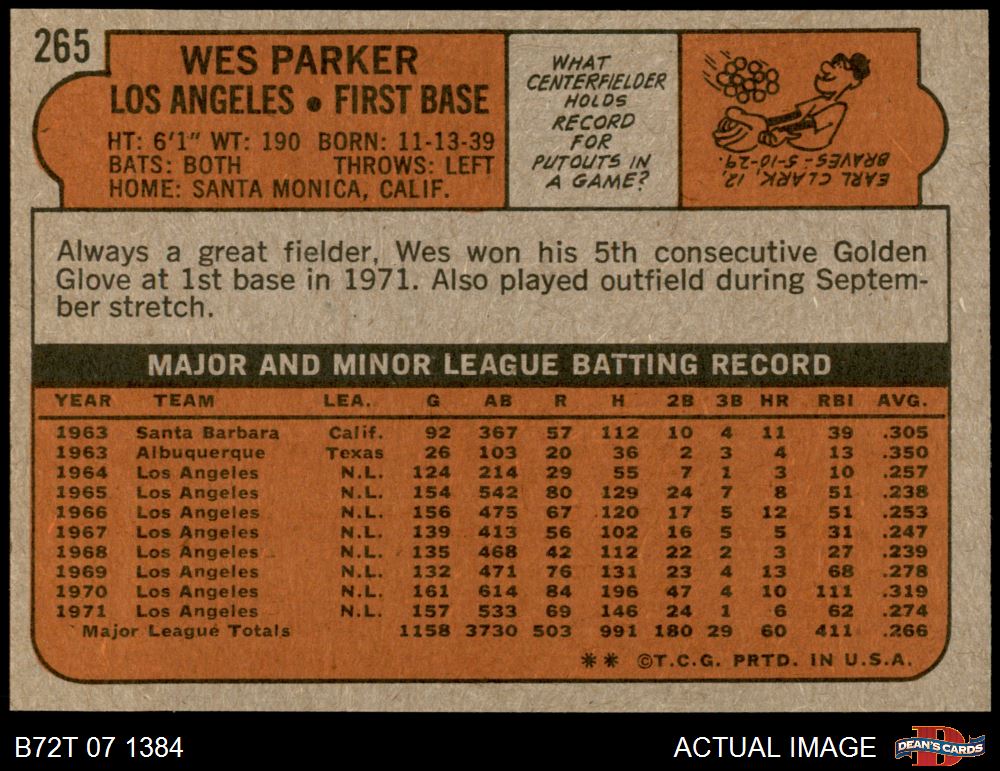 265
WES PARKER
LOS ANGELES • FIRST BASE
HT: 6'1" WT: 190 BORN: 11-13-39
BATS: BOTH THROWS: LEFT
HOME: SANTA MONICA, CALIF.
WHAT
CENTERFIELDER
HOLDS
RECORD
FOR
PUTOUTS IN
A GAME?
EARL CLARK, 12,
BRAVES-5-10-29.
Always a great fielder, Wes won his 5th consecutive Golden
Glove at 1st base in 1971. Also played outfield during Septem-
ber stretch.
MAJOR AND MINOR LEAGUE BATTING RECORD
YEAR TEAM LEA. G AB R H 2B 3B HR RBI AVG.
1963 Santa Barbara Calif. 92 367 57 112 10 4 11 39 .305
1963 Albuquerque Texas 26 103 20 36 2 3 4 13 .350
1964 Los Angeles N.L. 124 214 29 55 7 1 3 10 .257
1965 Los Angeles N.L. 154 542 80 129 24 7 8 51 .238
1966 Los Angeles N.L. 156 475 67 120 17 5 12 51 .253
1967 Los Angeles N.L. 139 413 56 102 16 5 5 31 .247
1968 Los Angeles N.L. 135 468 42 112 22 2 3 27 .239
1969 Los Angeles N.L. 132 471 76 131 23 4 13 68 .278
1970 Los Angeles N.L. 161 614 84 196 47 4 10 111 .319
1971 Los Angeles N.L. 157 533 69 146 24 1 6 62 .274
Major League Totals 1158 3730 503 991 180 29 60 411 .266
** ©T.C.G. PRTD. IN U.S.A.
B72T 07 1384
ACTUAL IMAGE
D
DEAN'S CARDS